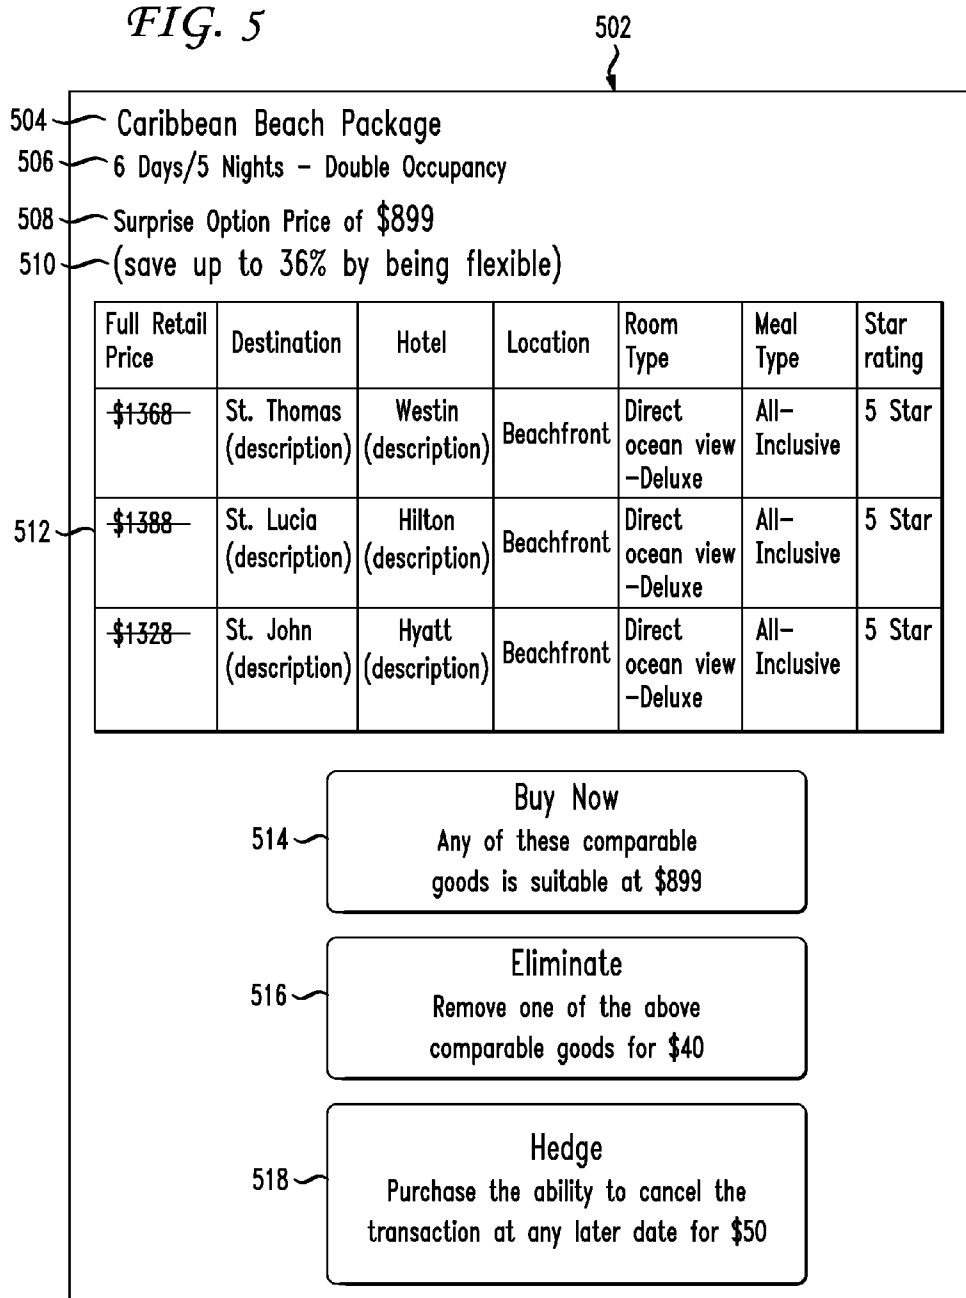 FIG. 5
502
504 Caribbean Beach Package
506 6 Days/5 Nights – Double Occupancy
508 Surprise Option Price of $899
510 (save up to 36% by being flexible)
Full Retail Price Destination Hotel Location Room Type Meal Type Star rating
$1368 St. Thomas (description) Westin (description) Beachfront Direct ocean view –Deluxe All– Inclusive 5 Star
512 $1388 St. Lucia (description) Hilton (description) Beachfront Direct ocean view –Deluxe All– Inclusive 5 Star
$1328 St. John (description) Hyatt (description) Beachfront Direct ocean view –Deluxe All– Inclusive 5 Star
Buy Now
514 Any of these comparable
goods is suitable at $899
Eliminate
516 Remove one of the above
comparable goods for $40
Hedge
518 Purchase the ability to cancel the
transaction at any later date for $50